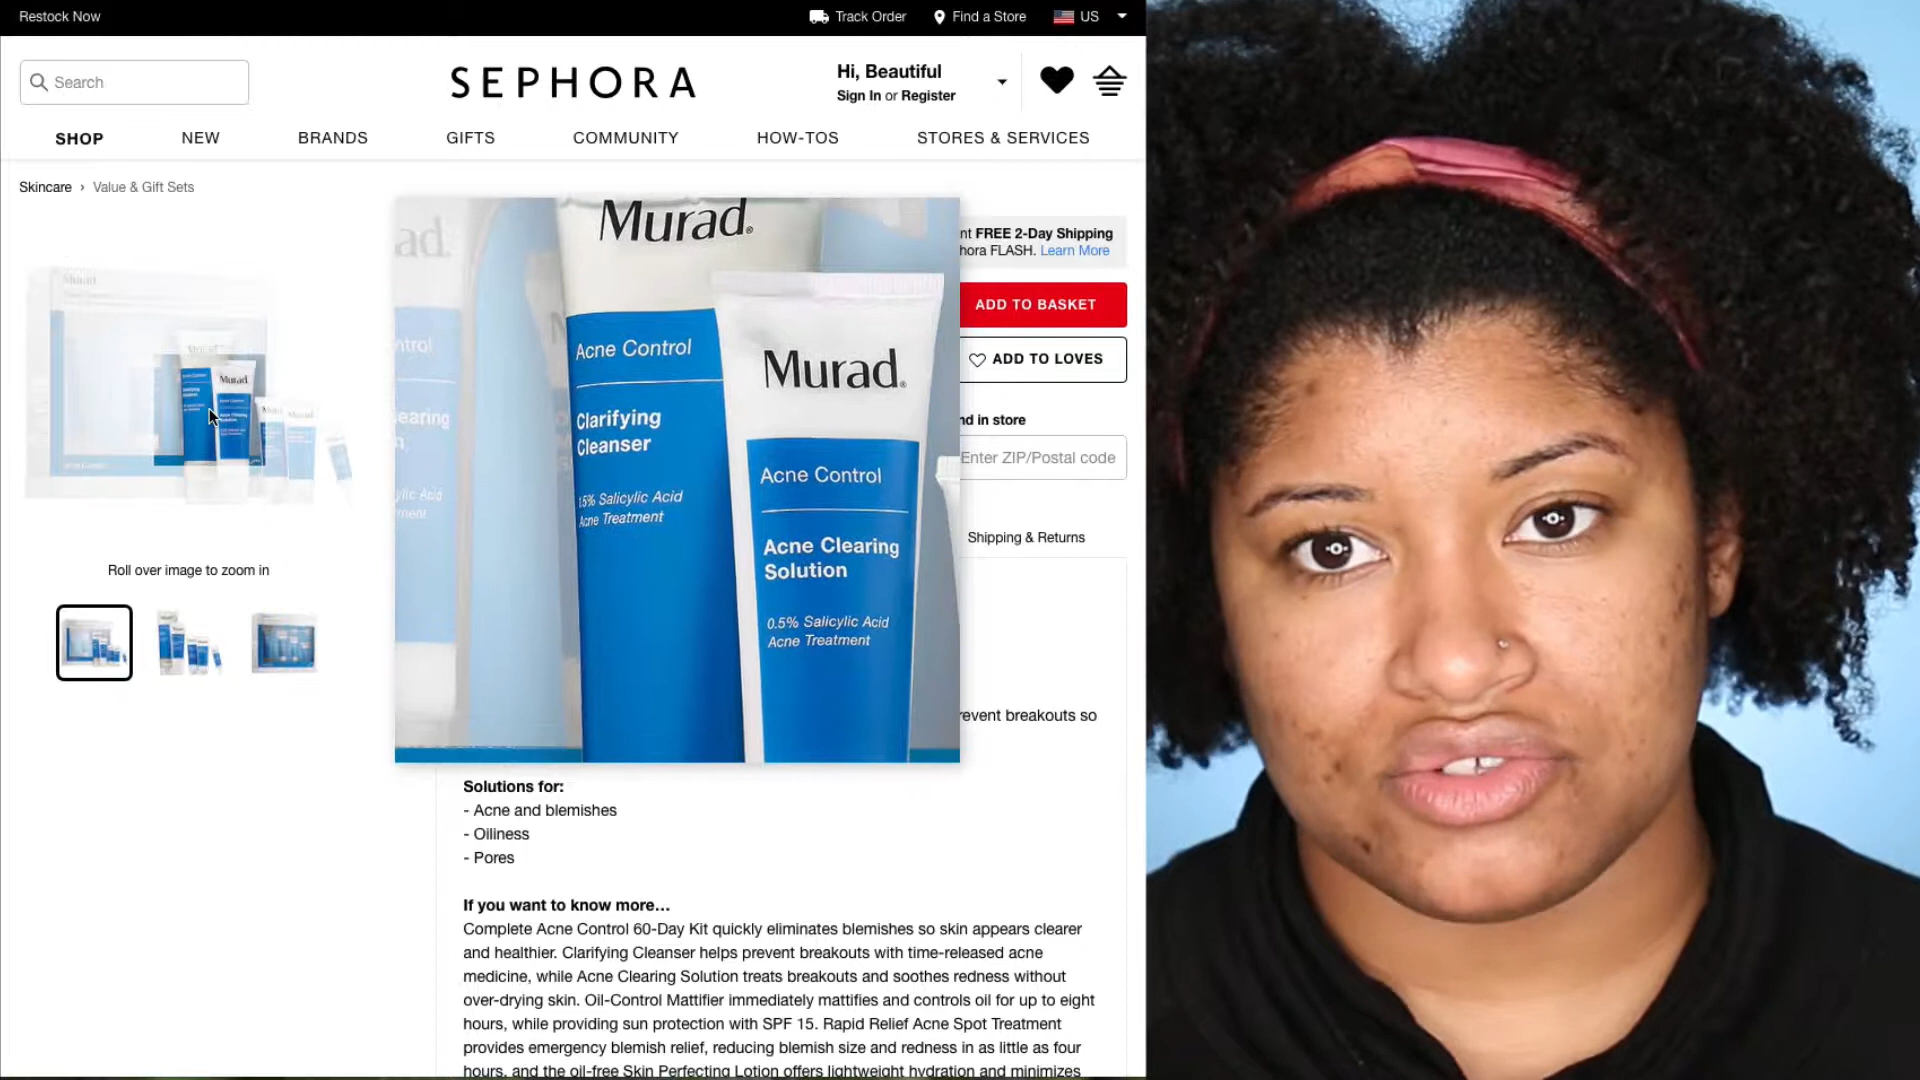 Restock Now
Track Order
Find a Store
US
Search
SEPHORA
Hi, Beautiful
Sign In or Register
SHOP
NEW
BRANDS
GIFTS
COMMUNITY
HOW-TOS
STORES & SERVICES
Skincare › Value & Gift Sets
Murad
Murad
Murad.
Roll over image to zoom in
ad.
Murad®
Acne Control
Clarifying
Cleanser
1.5% Salicylic Acid
Acne Treatment
Murad®
Acne Control
Acne Clearing
Solution
0.5% Salicylic Acid
Acne Treatment
ntrol
earing
n
ylic Acid
ment
nt FREE 2-Day Shipping
hora FLASH. Learn More
ADD TO BASKET
ADD TO LOVES
nd in store
Enter ZIP/Postal code
Shipping & Returns
revent breakouts so
Solutions for:
- Acne and blemishes
- Oiliness
- Pores
If you want to know more…
Complete Acne Control 60-Day Kit quickly eliminates blemishes so skin appears clearer
and healthier. Clarifying Cleanser helps prevent breakouts with time-released acne
medicine, while Acne Clearing Solution treats breakouts and soothes redness without
over-drying skin. Oil-Control Mattifier immediately mattifies and controls oil for up to eight
hours, while providing sun protection with SPF 15. Rapid Relief Acne Spot Treatment
provides emergency blemish relief, reducing blemish size and redness in as little as four
hours, and the oil-free Skin Perfecting Lotion offers lightweight hydration and minimizes